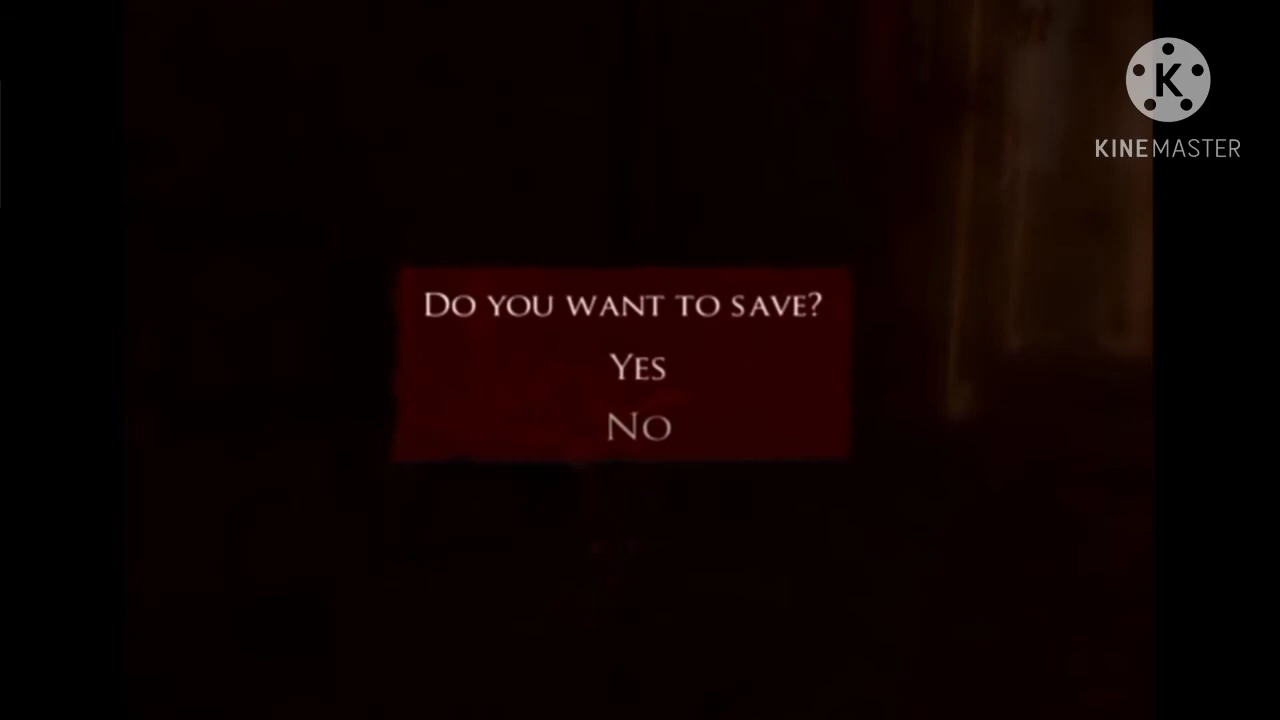 K
KINEMASTER
DO YOU WANT TO SAVE?
YES
NO